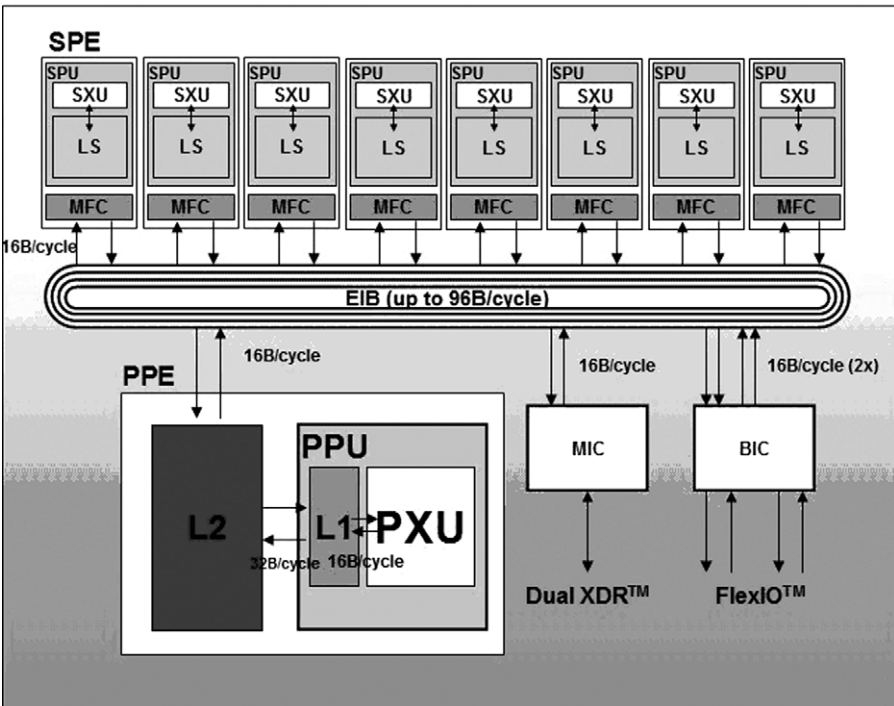 SPE
SPU SPU SPU SPU SPU SPU SPU SPU
SXU SXU SXU SXU SXU SXU SXU SXU
LS LS LS LS LS LS LS LS
MFC MFC MFC MFC MFC MFC MFC MFC
16B/cycle
EIB (up to 96B/cycle)
16B/cycle 16B/cycle 16B/cycle (2x)
PPE
PPU
MIC BIC
L2 L1 PXU
32B/cycle 16B/cycle
Dual XDR™ FlexIO™